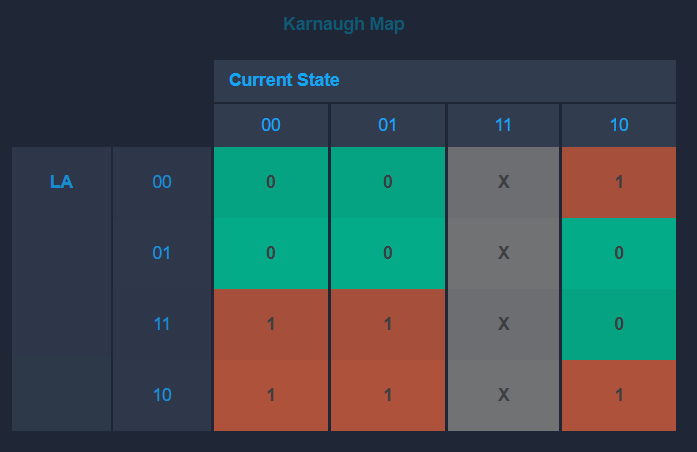 Karnaugh Map
Current State
00 01 11 10
LA 00 0 0 X 1
01 0 0 X 0
11 1 1 X 0
10 1 1 X 1